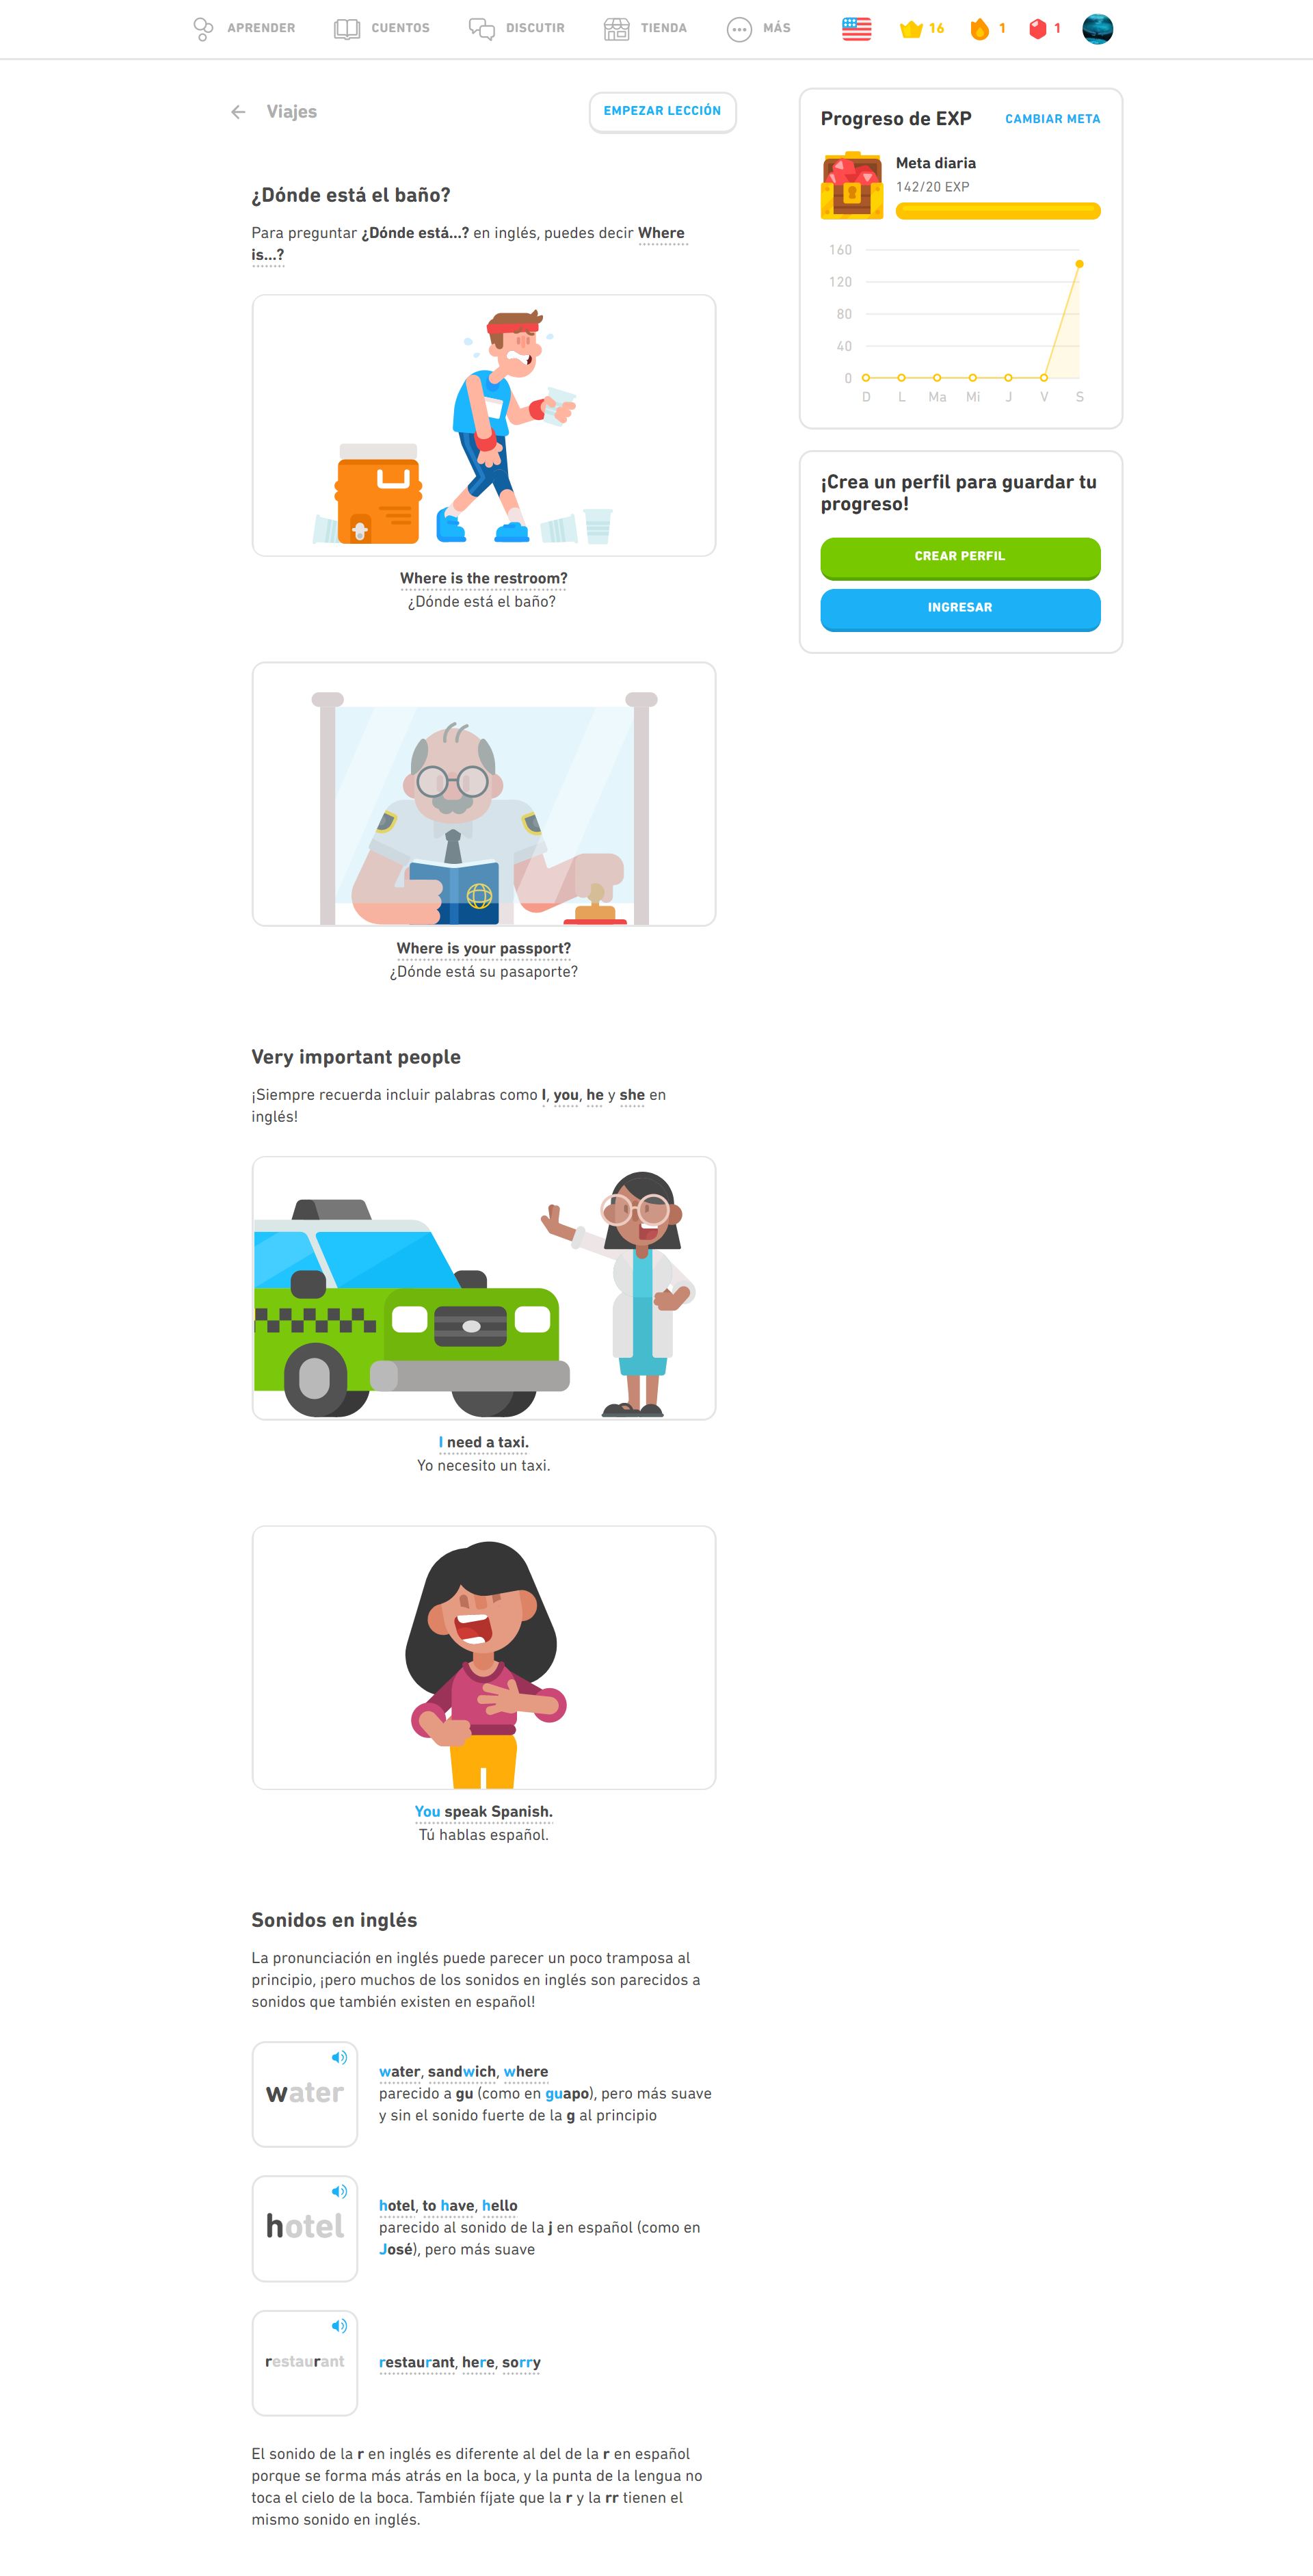 APRENDER CUENTOS DISCUTIR TIENDA MÁS 16 1 1
Viajes
EMPEZAR LECCIÓN
¿Dónde está el baño?
Para preguntar ¿Dónde está...? en inglés, puedes decir Where
is...?
Where is the restroom?
¿Dónde está el baño?
Where is your passport?
¿Dónde está su pasaporte?
Very important people
¡Siempre recuerda incluir palabras como I, you, he y she en
inglés!
I need a taxi.
Yo necesito un taxi.
You speak Spanish.
Tú hablas español.
Sonidos en inglés
La pronunciación en inglés puede parecer un poco tramposa al
principio, ¡pero muchos de los sonidos en inglés son parecidos a
sonidos que también existen en español!
water
water, sandwich, where
parecido a gu (como en guapo), pero más suave
y sin el sonido fuerte de la g al principio
hotel
hotel, to have, hello
parecido al sonido de la j en español (como en
José), pero más suave
restaurant
restaurant, here, sorry
El sonido de la r en inglés es diferente al del de la r en español
porque se forma más atrás en la boca, y la punta de la lengua no
toca el cielo de la boca. También fíjate que la r y la rr tienen el
mismo sonido en inglés.
Progreso de EXP
CAMBIAR META
Meta diaria
142/20 EXP
160
120
80
40
0
D L Ma Mi J V S
¡Crea un perfil para guardar tu
progreso!
CREAR PERFIL
INGRESAR